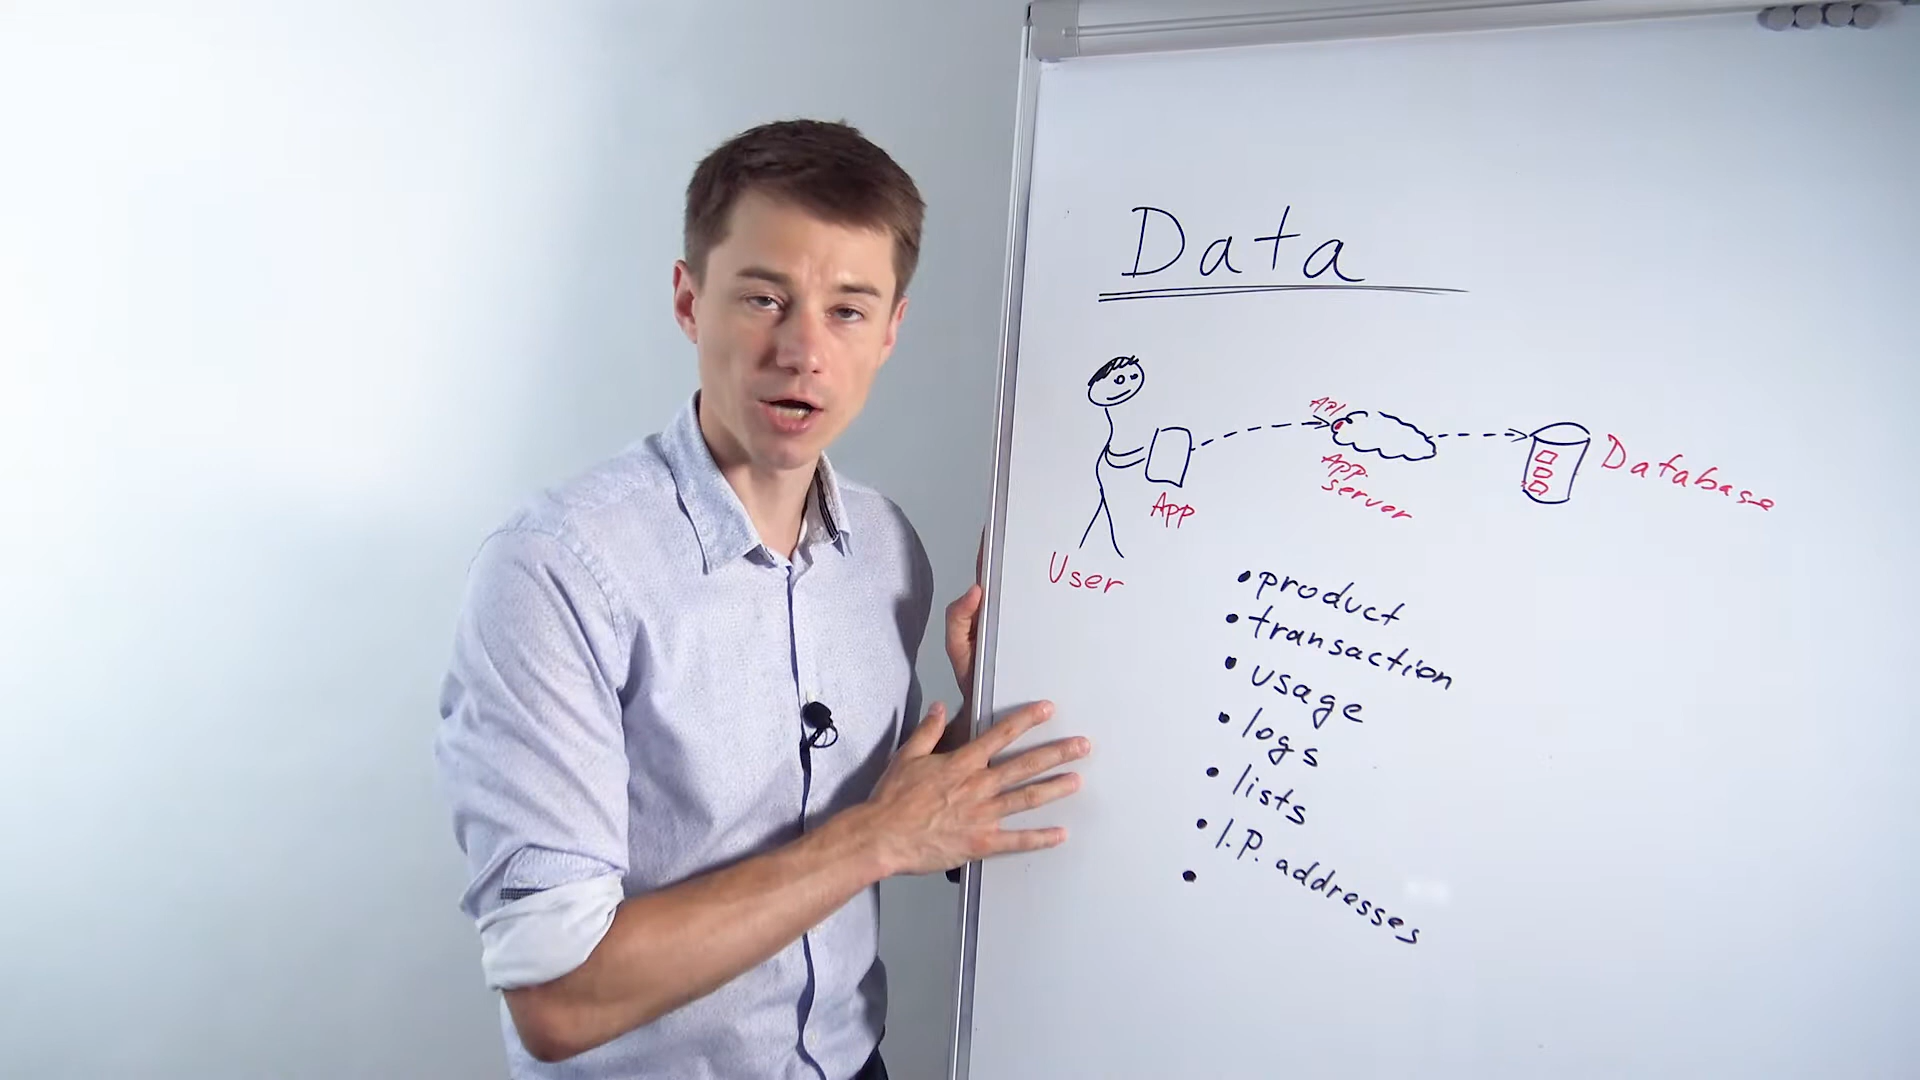 Data
API
App.
server
Database
App
User
• product
• transaction
• usage
• logs
• lists
• I.P. addresses
•